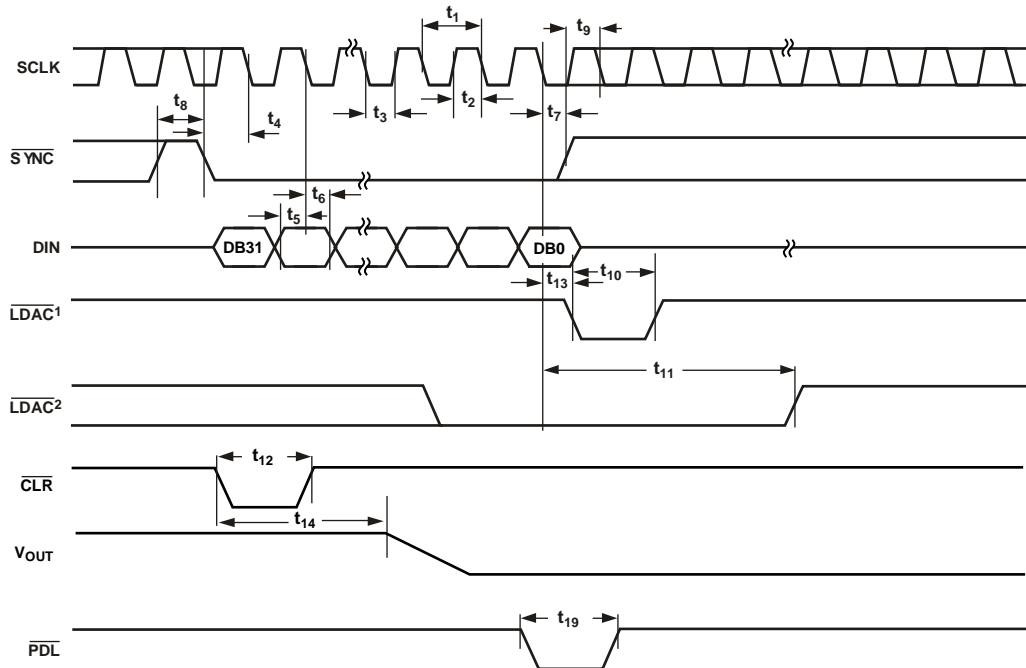 t1
t9
SCLK
t8
t4
t3
t2
t7
SYNC
t6
t5
DIN
DB31
DB0
t13
t10
LDAC1
t11
LDAC2
t12
CLR
t14
VOUT
t19
PDL